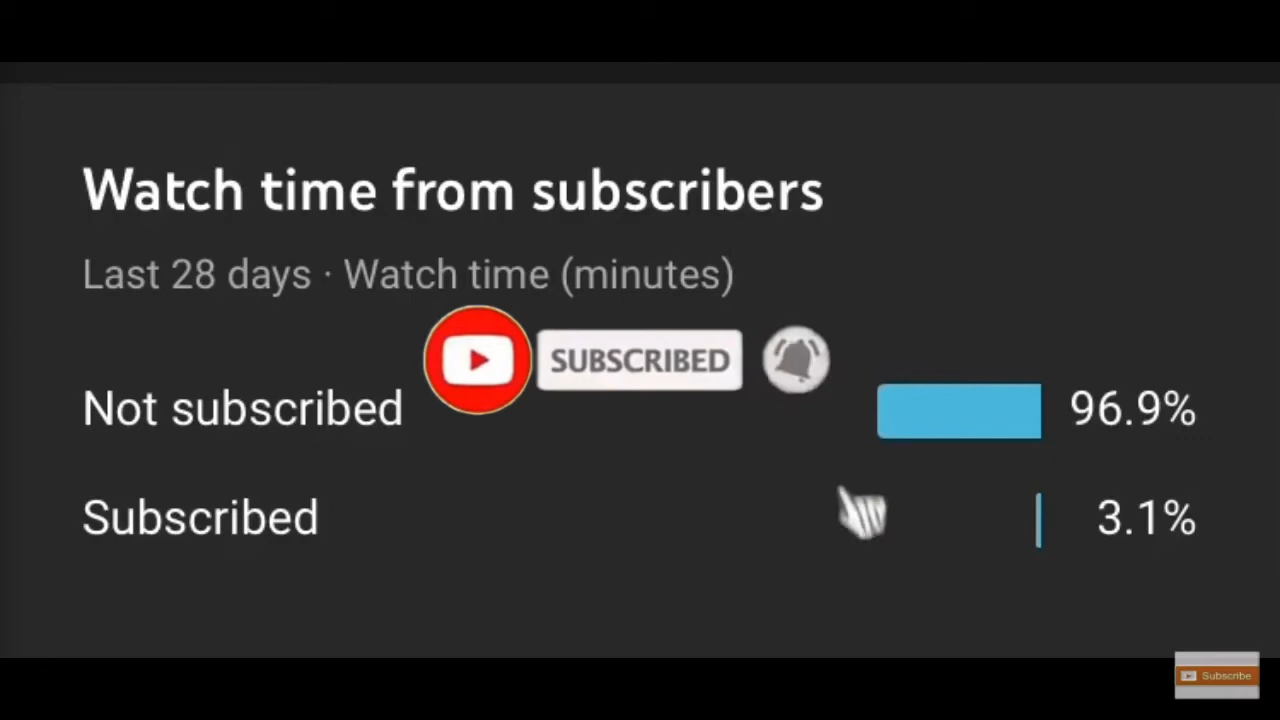 Watch time from subscribers
Last 28 days · Watch time (minutes)
SUBSCRIBED
Not subscribed 96.9%
Subscribed 3.1%
Subscribe